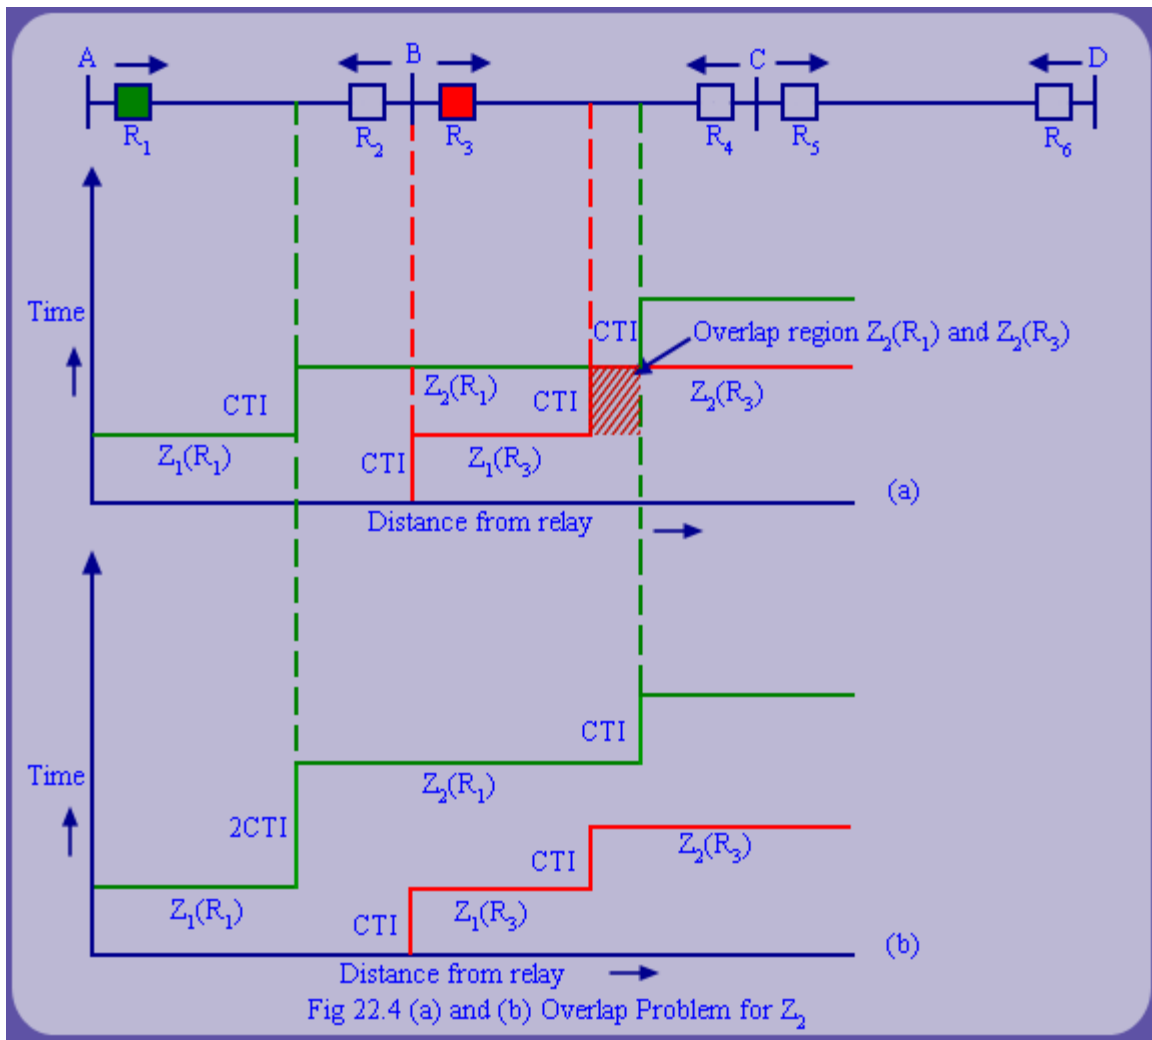 A
B
C
D
R1
R2
R3
R4
R5
R6
Time
CTI
Overlap region Z2(R1) and Z2(R3)
CTI
Z2(R1)
CTI
Z2(R3)
Z1(R1)
CTI
Z1(R3)
(a)
Distance from relay
CTI
Time
Z2(R1)
2CTI
CTI
Z2(R3)
Z1(R1)
CTI
Z1(R3)
(b)
Distance from relay
Fig 22.4 (a) and (b) Overlap Problem for Z2